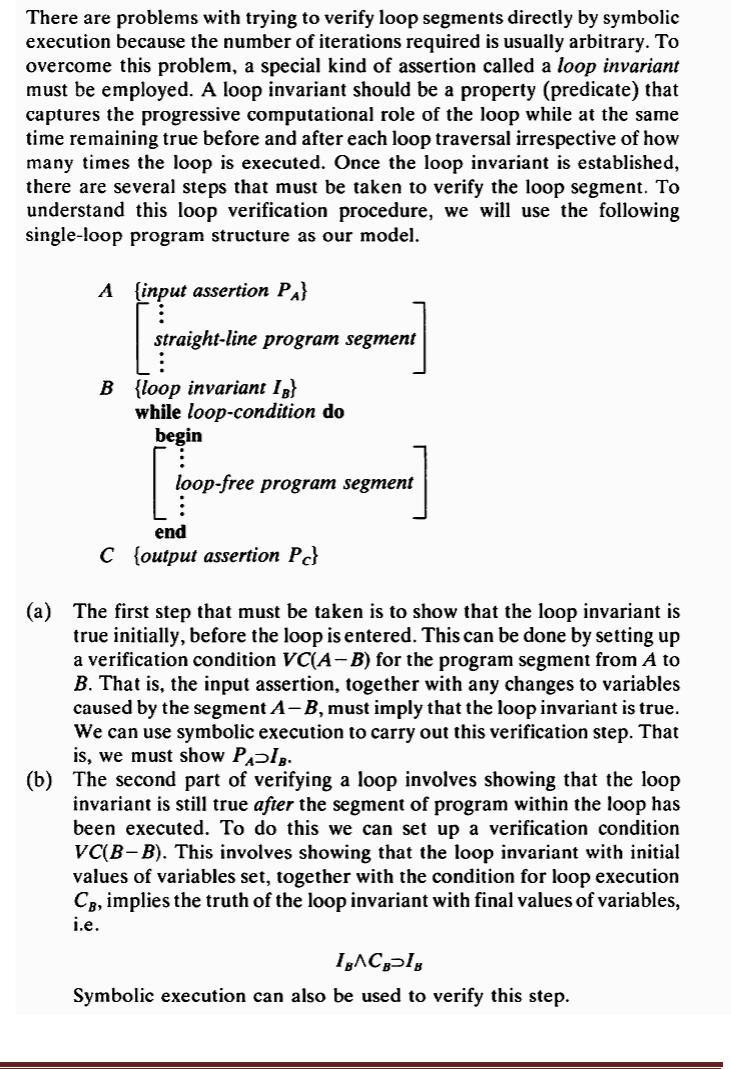 There are problems with trying to verify loop segments directly by symbolic
execution because the number of iterations required is usually arbitrary. To
overcome this problem, a special kind of assertion called a loop invariant
must be employed. A loop invariant should be a property (predicate) that
captures the progressive computational role of the loop while at the same
time remaining true before and after each loop traversal irrespective of how
many times the loop is executed. Once the loop invariant is established,
there are several steps that must be taken to verify the loop segment. To
understand this loop verification procedure, we will use the following
single-loop program structure as our model.
A {input assertion P_A}
⋮
straight-line program segment
⋮
B {loop invariant I_B}
while loop-condition do
begin
⋮
loop-free program segment
⋮
end
C {output assertion P_C}
(a) The first step that must be taken is to show that the loop invariant is
true initially, before the loop is entered. This can be done by setting up
a verification condition VC(A−B) for the program segment from A to
B. That is, the input assertion, together with any changes to variables
caused by the segment A−B, must imply that the loop invariant is true.
We can use symbolic execution to carry out this verification step. That
is, we must show P_A⊃I_B.
(b) The second part of verifying a loop involves showing that the loop
invariant is still true after the segment of program within the loop has
been executed. To do this we can set up a verification condition
VC(B−B). This involves showing that the loop invariant with initial
values of variables set, together with the condition for loop execution
C_B, implies the truth of the loop invariant with final values of variables,
i.e.
I_B∧C_B⊃I_B
Symbolic execution can also be used to verify this step.